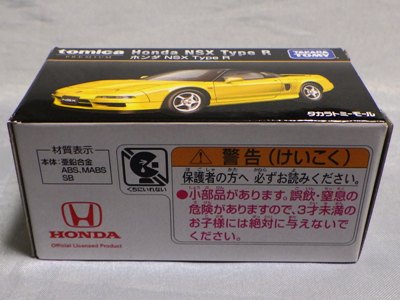 tomica Honda NSX Type R
PREMIUM ホンダ NSX Type R
TAKARA TOMY
タカラトミーモール
材質表示
本体:亜鉛合金
ABS,MABS
SB
くちにいれない
警告(けいこく)
保護者の方へ 必ずお読みください。
●小部品があります。誤飲・窒息の
危険がありますので、3才未満の
お子様には絶対に与えないで
ください。
HONDA
Official Licensed Product